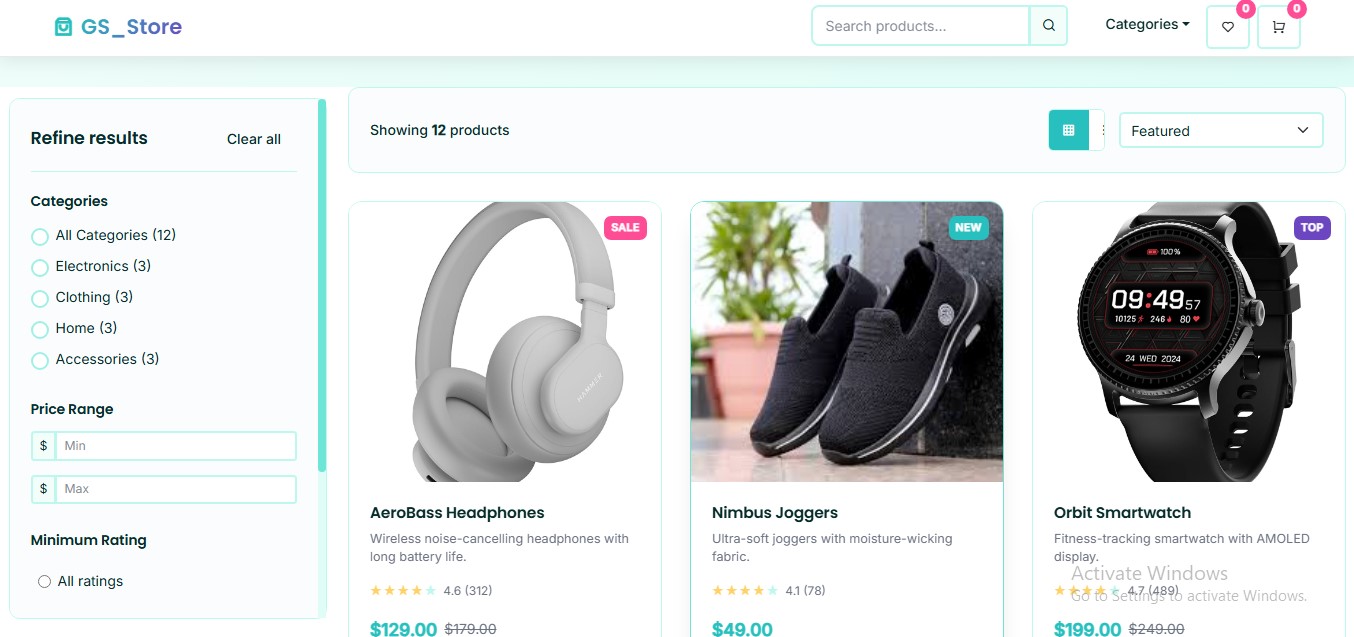 GS_Store
Search products...
Categories
0
0
Refine results
Clear all
Categories
All Categories (12)
Electronics (3)
Clothing (3)
Home (3)
Accessories (3)
Price Range
$ Min
$ Max
Minimum Rating
All ratings
Showing 12 products
Featured
SALE
AeroBass Headphones
Wireless noise-cancelling headphones with
long battery life.
4.6 (312)
$129.00 $179.00
NEW
Nimbus Joggers
Ultra-soft joggers with moisture-wicking
fabric.
4.1 (78)
$49.00
TOP
100%
09:49 57
10125 246 80
24 WED 2024
Orbit Smartwatch
Fitness-tracking smartwatch with AMOLED
display.
4.7 (489)
$199.00 $249.00
Activate Windows
Go to Settings to activate Windows.